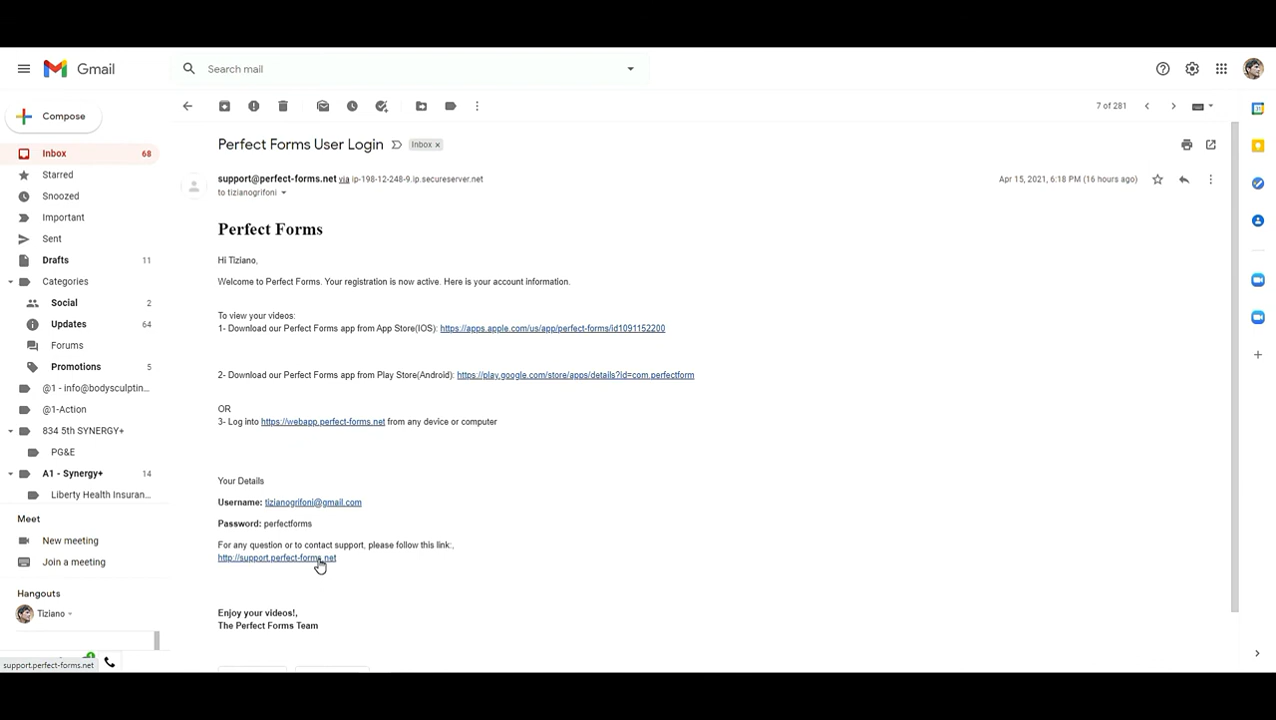 Gmail
Search mail
Compose
7 of 281
Inbox 68
Starred
Snoozed
Important
Sent
Drafts 11
Categories
Social 2
Updates 64
Forums
Promotions 5
@1 - info@bodysculptin...
@1-Action
834 5th SYNERGY+
PG&E
A1 - Synergy+ 14
Liberty Health Insuran...
Meet
New meeting
Join a meeting
Hangouts
Tiziano
support.perfect-forms.net
Perfect Forms User Login Inbox x
support@perfect-forms.net via ip-198-12-248-9.ip.secureserver.net
Apr 15, 2021, 6:18 PM (16 hours ago)
to tizianogrifoni
Perfect Forms
Hi Tiziano,
Welcome to Perfect Forms. Your registration is now active. Here is your account information.
To view your videos:
1- Download our Perfect Forms app from App Store(IOS): https://apps.apple.com/us/app/perfect-forms/id1091152200
2- Download our Perfect Forms app from Play Store(Android): https://play.google.com/store/apps/details?id=com.perfectform
OR
3- Log into https://webapp.perfect-forms.net from any device or computer
Your Details
Username: tizianogrifoni@gmail.com
Password: perfectforms
For any question or to contact support, please follow this link:,
http://support.perfect-forms.net
Enjoy your videos!,
The Perfect Forms Team